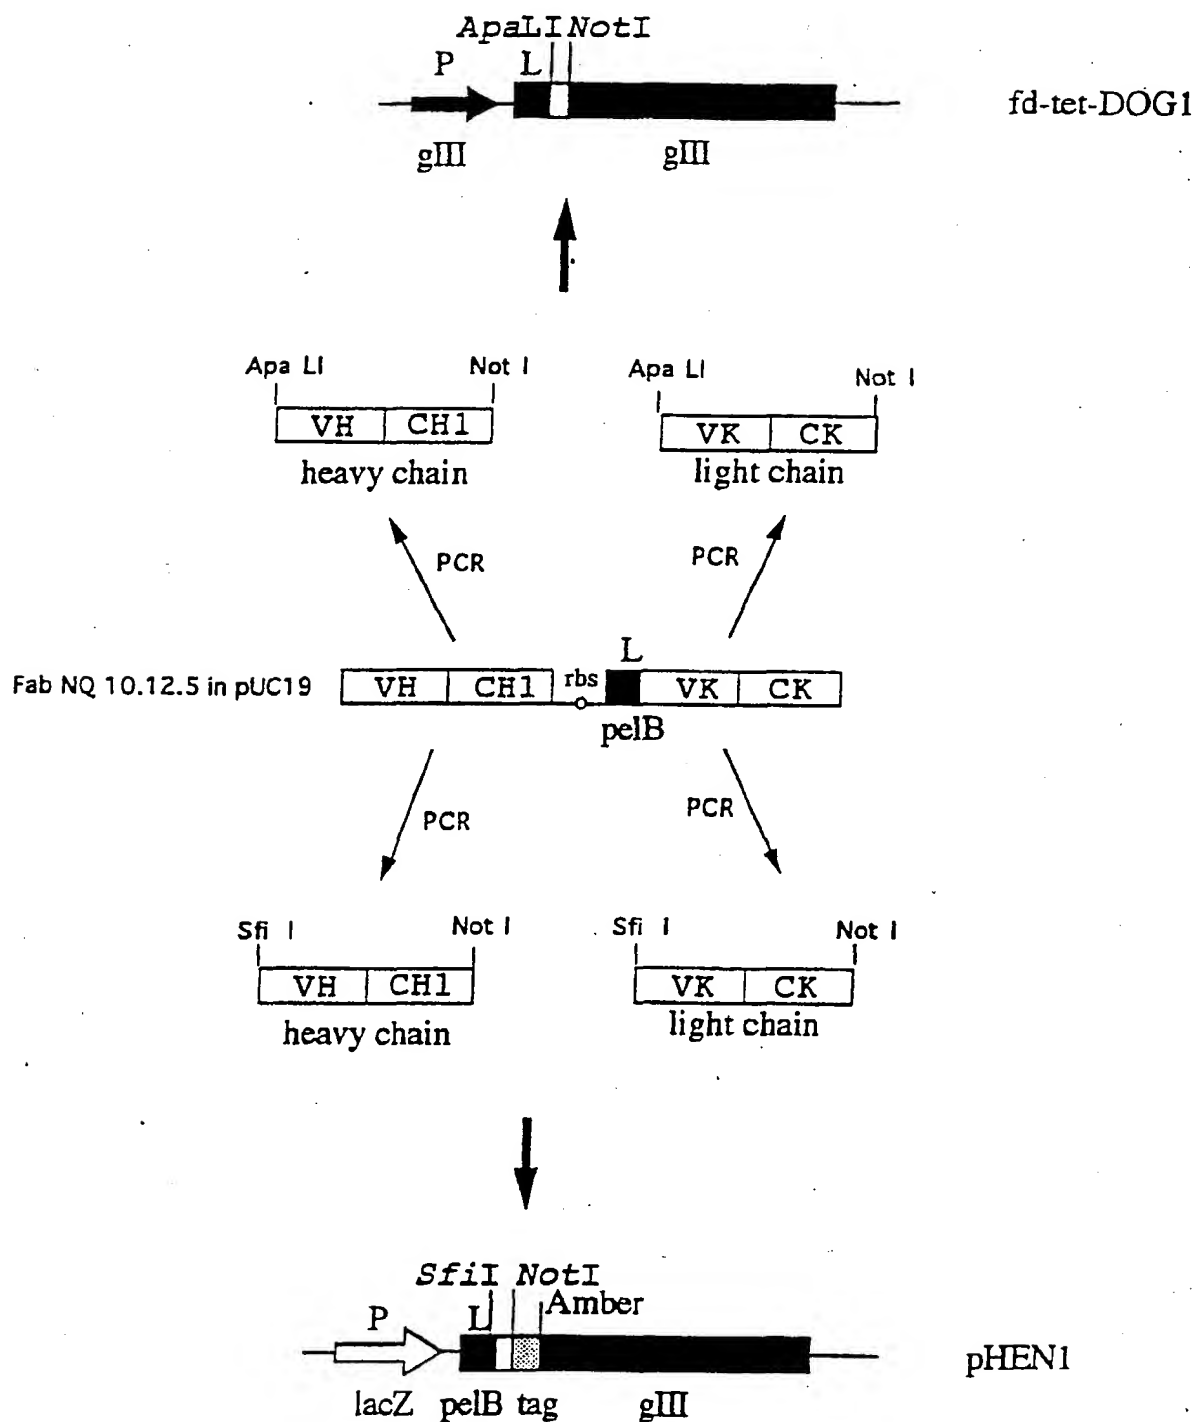 ApaLI NotI
P L
fd-tet-DOG1
gIII gIII
Apa LI Not I Apa LI Not I
VH CH1 VK CK
heavy chain light chain
PCR PCR
L
Fab NQ 10.12.5 in pUC19 VH CH1 rbs VK CK
pelB
PCR PCR
Sfi I Not I Sfi I Not I
VH CH1 VK CK
heavy chain light chain
SfiI NotI
P L Amber
pHEN1
lacZ pelB tag gIII